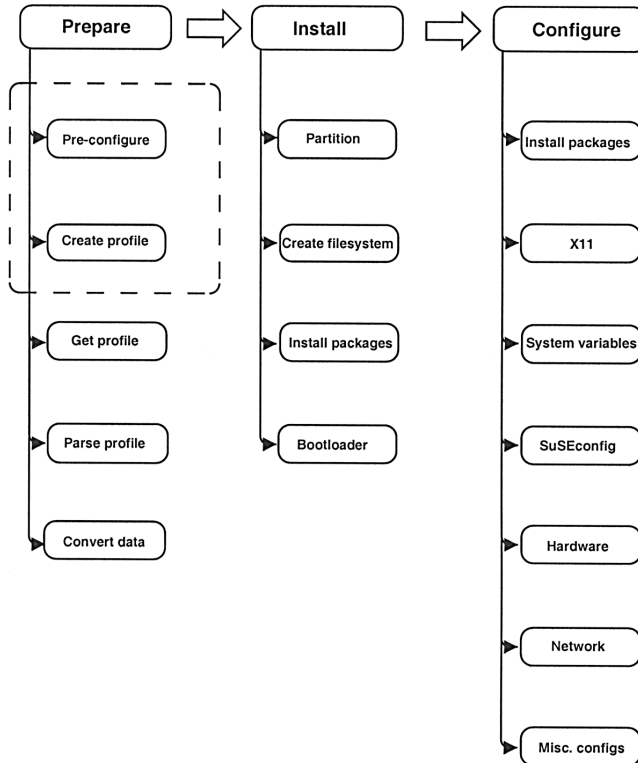 Prepare
Install
Configure
Pre-configure
Create profile
Get profile
Parse profile
Convert data
Partition
Create filesystem
Install packages
Bootloader
Install packages
X11
System variables
SuSEconfig
Hardware
Network
Misc. configs